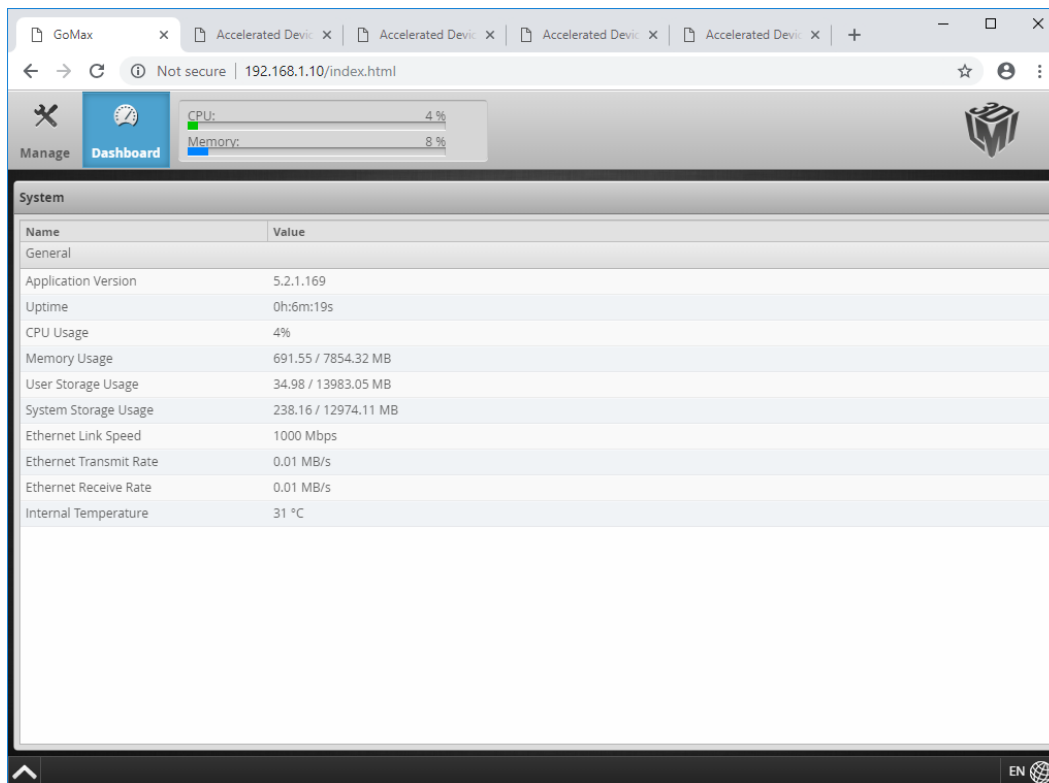 GoMax
Accelerated Devic
Accelerated Devic
Accelerated Devic
Accelerated Devic
Not secure | 192.168.1.10/index.html
Manage
Dashboard
CPU: 4 %
Memory: 8 %
LMI 3D
System
Name Value
General
Application Version 5.2.1.169
Uptime 0h:6m:19s
CPU Usage 4%
Memory Usage 691.55 / 7854.32 MB
User Storage Usage 34.98 / 13983.05 MB
System Storage Usage 238.16 / 12974.11 MB
Ethernet Link Speed 1000 Mbps
Ethernet Transmit Rate 0.01 MB/s
Ethernet Receive Rate 0.01 MB/s
Internal Temperature 31 °C
EN